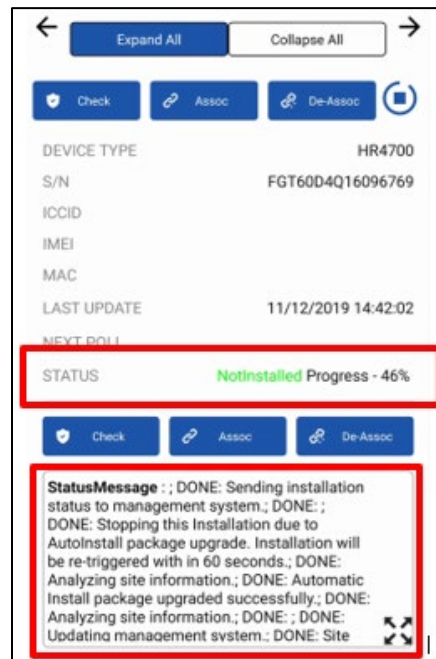 Expand All
Collapse All
Check
Assoc
De-Assoc
DEVICE TYPE HR4700
S/N FGT60D4Q16096769
ICCID
IMEI
MAC
LAST UPDATE 11/12/2019 14:42:02
NEXT POLL
STATUS NotInstalled Progress - 46%
Check
Assoc
De-Assoc
StatusMessage : ; DONE: Sending installation
status to management system.; DONE: ;
DONE: Stopping this Installation due to
AutoInstall package upgrade. Installation will
be re-triggered with in 60 seconds.; DONE:
Analyzing site information.; DONE: Automatic
Install package upgraded successfully.; DONE:
Analyzing site information.; DONE: ; DONE:
Updating management system.; DONE: Site